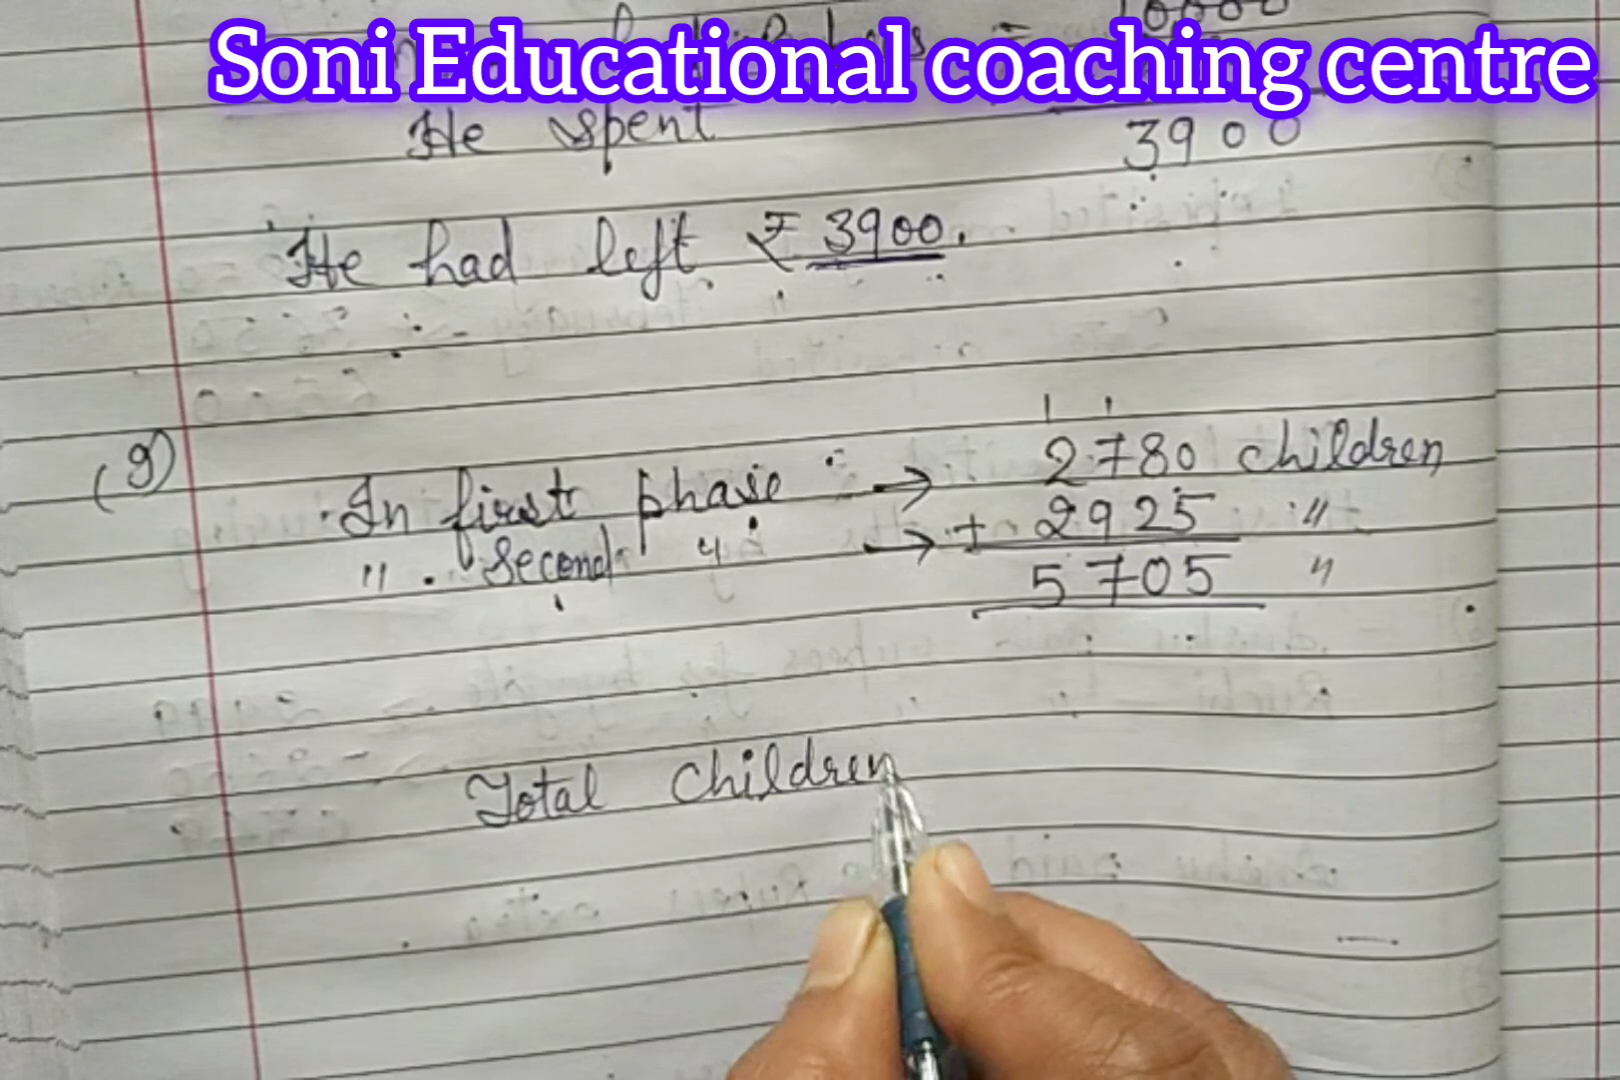 Soni Educational coaching centre
10000
He spent
3900
He had left ₹ 3900.
(9)
In first phase → 2780 children
" second " → + 2925 "
5705 "
Total Children